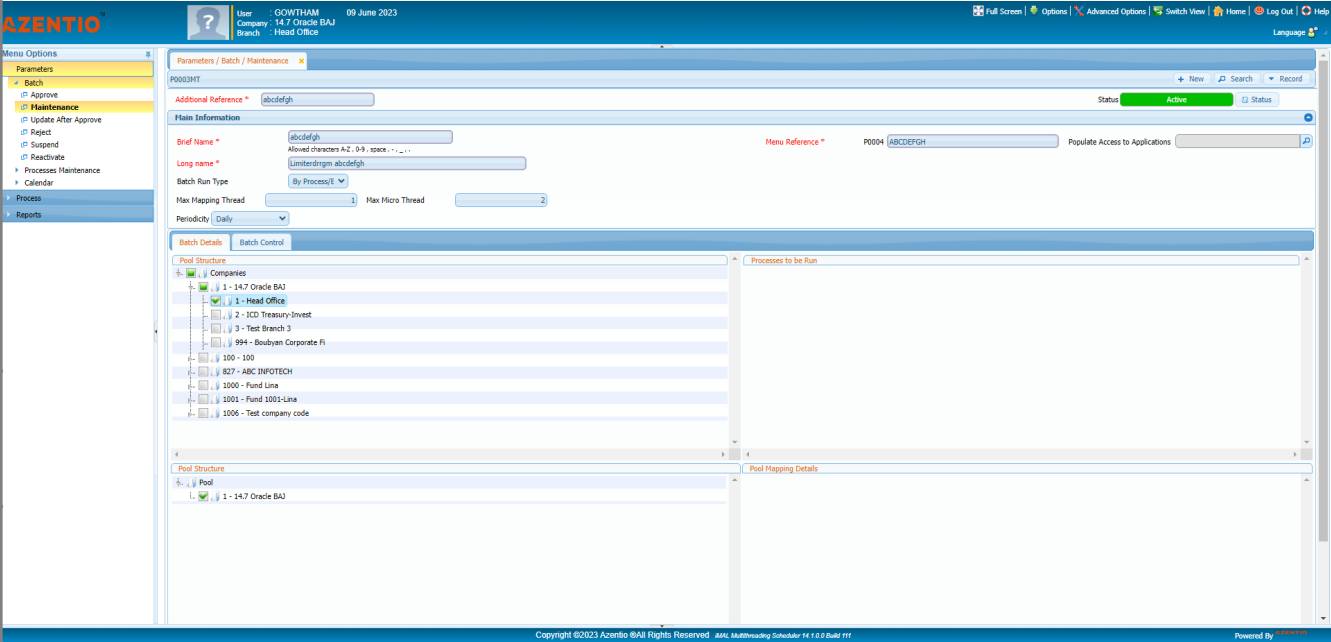 AZENTIO
User : GOWTHAM 09 June 2023
Company : 14.7 Oracle BAJ
Branch : Head Office
Full Screen | Options | Advanced Options | Switch View | Home | Log Out | Help
Language
Menu Options
Parameters
Batch
Approve
Maintenance
Update After Approve
Reject
Suspend
Reactivate
Processes Maintenance
Calendar
Process
Reports
Parameters / Batch / Maintenance
P0003MT
New Search Record
Additional Reference * abcdefgh
Status Active Status
Main Information
Brief Name * abcdefgh
Allowed characters A-Z , 0-9 , space , - , _ , .
Menu Reference * P0004 ABCDEFGH
Populate Access to Applications
Long name * Limiterdrrgm abcdefgh
Batch Run Type By Process/E
Max Mapping Thread 1 Max Micro Thread 2
Periodicity Daily
Batch Details Batch Control
Pool Structure
Companies
1 - 14.7 Oracle BAJ
1 - Head Office
2 - ICD Treasury-Invest
3 - Test Branch 3
994 - Boubyan Corporate Fi
100 - 100
827 - ABC INFOTECH
1000 - Fund Lina
1001 - Fund 1001-Lina
1006 - Test company code
Processes to be Run
Pool Structure
Pool
1 - 14.7 Oracle BAJ
Pool Mapping Details
Copyright ©2023 Azentio ®All Rights Reserved iMAL Multithreading Scheduler 14.1.0.0 Build 111
Powered By AZENTIO